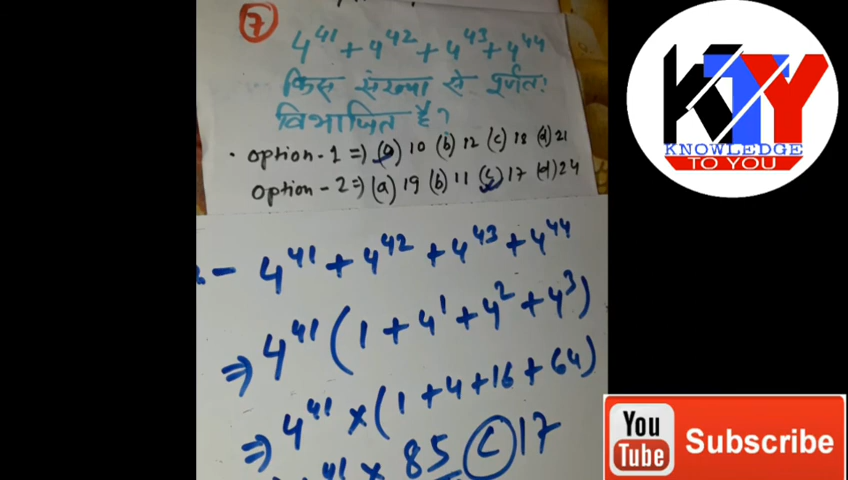 7
4^41 + 4^42 + 4^43 + 4^44
किस संख्या से पूर्णतः
विभाजित है?
• option-1 => (a) 10 (b) 12 (c) 18 (d) 21
option-2 => (a) 19 (b) 11 (c) 17 (d) 24
- 4^41 + 4^42 + 4^43 + 4^44
=> 4^41 (1 + 4^1 + 4^2 + 4^3)
=> 4^41 × (1 + 4 + 16 + 64)
41 × 85 (c) 17
KTY
KNOWLEDGE
TO YOU
You
Tube
Subscribe